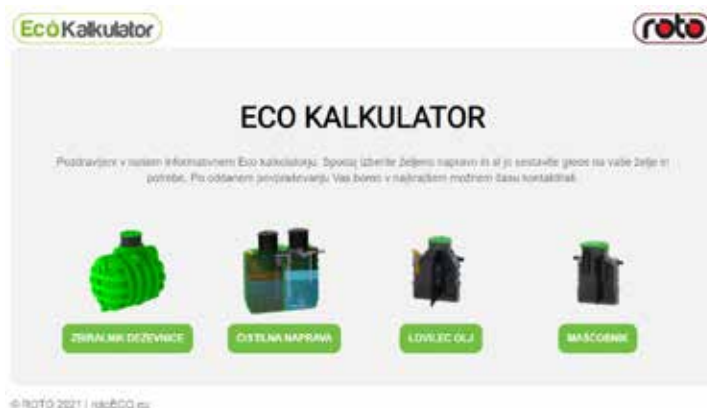 EcòKalkulator
roto
ECO KALKULATOR
Pozdravljeni v našem informativnem Eco kalkulatorju. Spodaj izberite željeno napravo in si jo sestavite glede na vaše želje in
potrebe. Po oddanem povpraševanju Vas bomo v najkrajšem možnem času kontaktirali.
ZBIRALNIK DEŽEVNICE
ČISTILNA NAPRAVA
LOVILEC OLJ
MAŠČOBNIK
© ROTO 2021 | rotoECO.eu